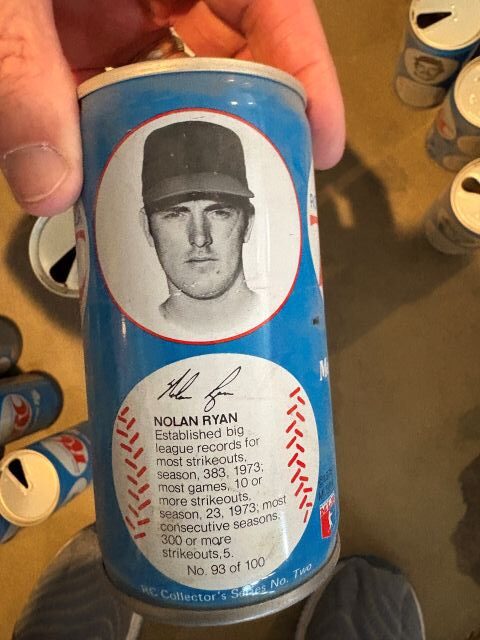 Nolan Ryan
NOLAN RYAN
Established big
league records for
most strikeouts,
season, 383, 1973;
most games, 10 or
more strikeouts,
season, 23, 1973; most
consecutive seasons,
300 or more
strikeouts, 5.
No. 93 of 100
RC Collector's Series No. Two